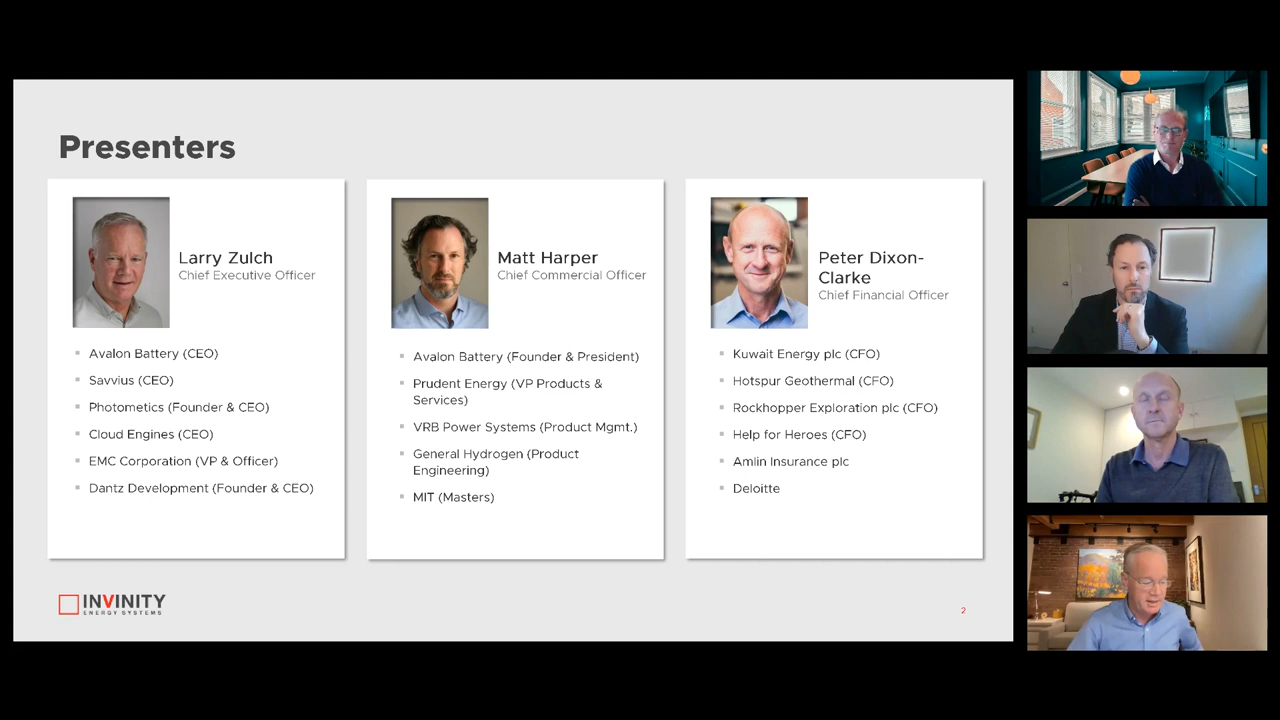 Presenters
Larry Zulch
Chief Executive Officer
Avalon Battery (CEO)
Savvius (CEO)
Photometics (Founder & CEO)
Cloud Engines (CEO)
EMC Corporation (VP & Officer)
Dantz Development (Founder & CEO)
Matt Harper
Chief Commercial Officer
Avalon Battery (Founder & President)
Prudent Energy (VP Products &
Services)
VRB Power Systems (Product Mgmt.)
General Hydrogen (Product
Engineering)
MIT (Masters)
Peter Dixon-
Clarke
Chief Financial Officer
Kuwait Energy plc (CFO)
Hotspur Geothermal (CFO)
Rockhopper Exploration plc (CFO)
Help for Heroes (CFO)
Amlin Insurance plc
Deloitte
INVINITY
ENERGY SYSTEMS
2